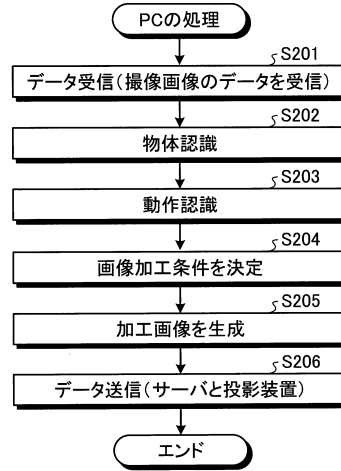 PCの処理
S201
データ受信(撮像画像のデータを受信)
S202
物体認識
S203
動作認識
S204
画像加工条件を決定
S205
加工画像を生成
S206
データ送信(サーバと投影装置)
エンド